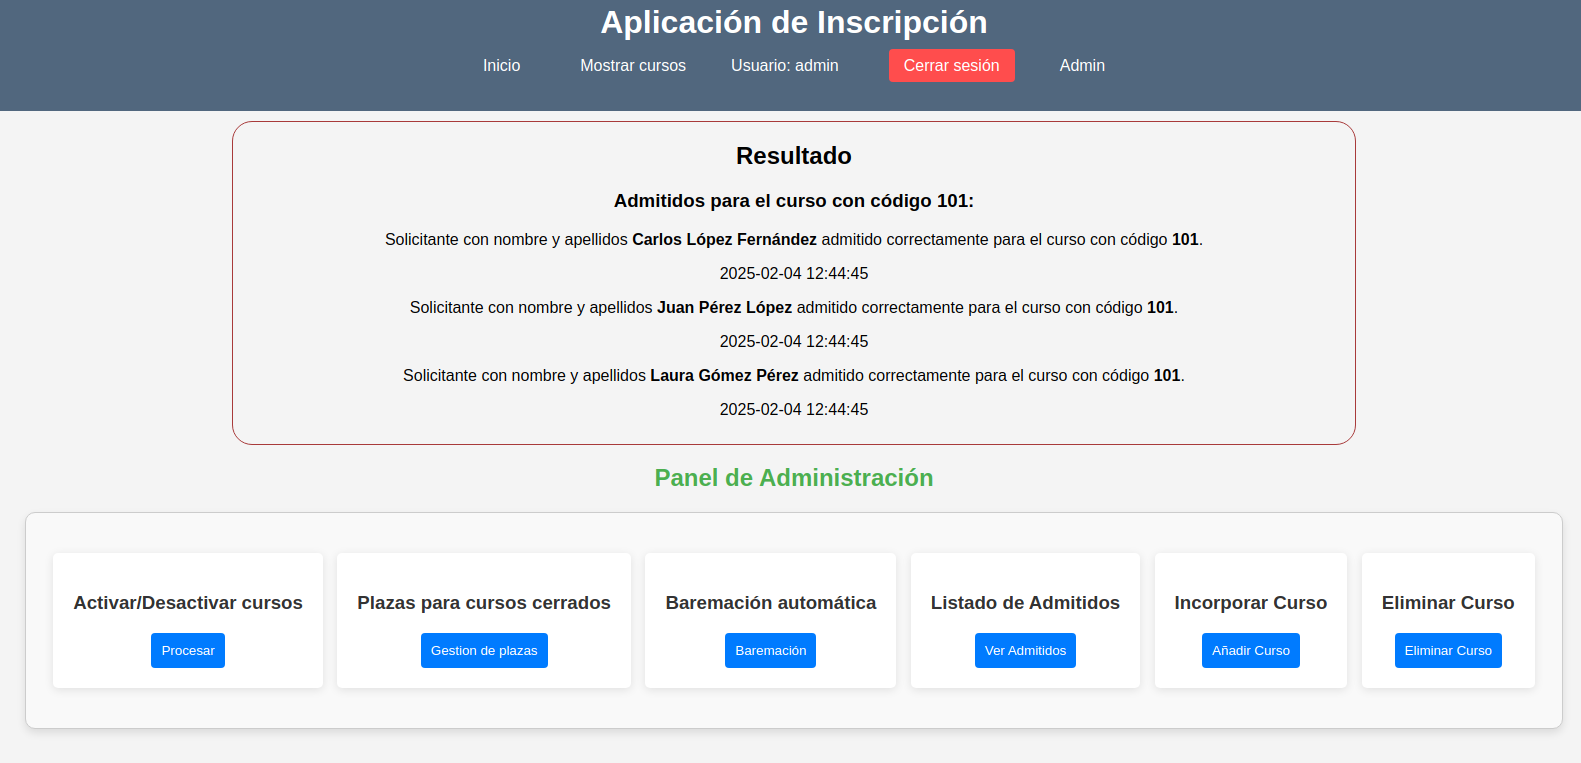 Aplicación de Inscripción
Inicio Mostrar cursos Usuario: admin Cerrar sesión Admin
Resultado
Admitidos para el curso con código 101:
Solicitante con nombre y apellidos Carlos López Fernández admitido correctamente para el curso con código 101.
2025-02-04 12:44:45
Solicitante con nombre y apellidos Juan Pérez López admitido correctamente para el curso con código 101.
2025-02-04 12:44:45
Solicitante con nombre y apellidos Laura Gómez Pérez admitido correctamente para el curso con código 101.
2025-02-04 12:44:45
Panel de Administración
Activar/Desactivar cursos
Procesar
Plazas para cursos cerrados
Gestion de plazas
Baremación automática
Baremación
Listado de Admitidos
Ver Admitidos
Incorporar Curso
Añadir Curso
Eliminar Curso
Eliminar Curso